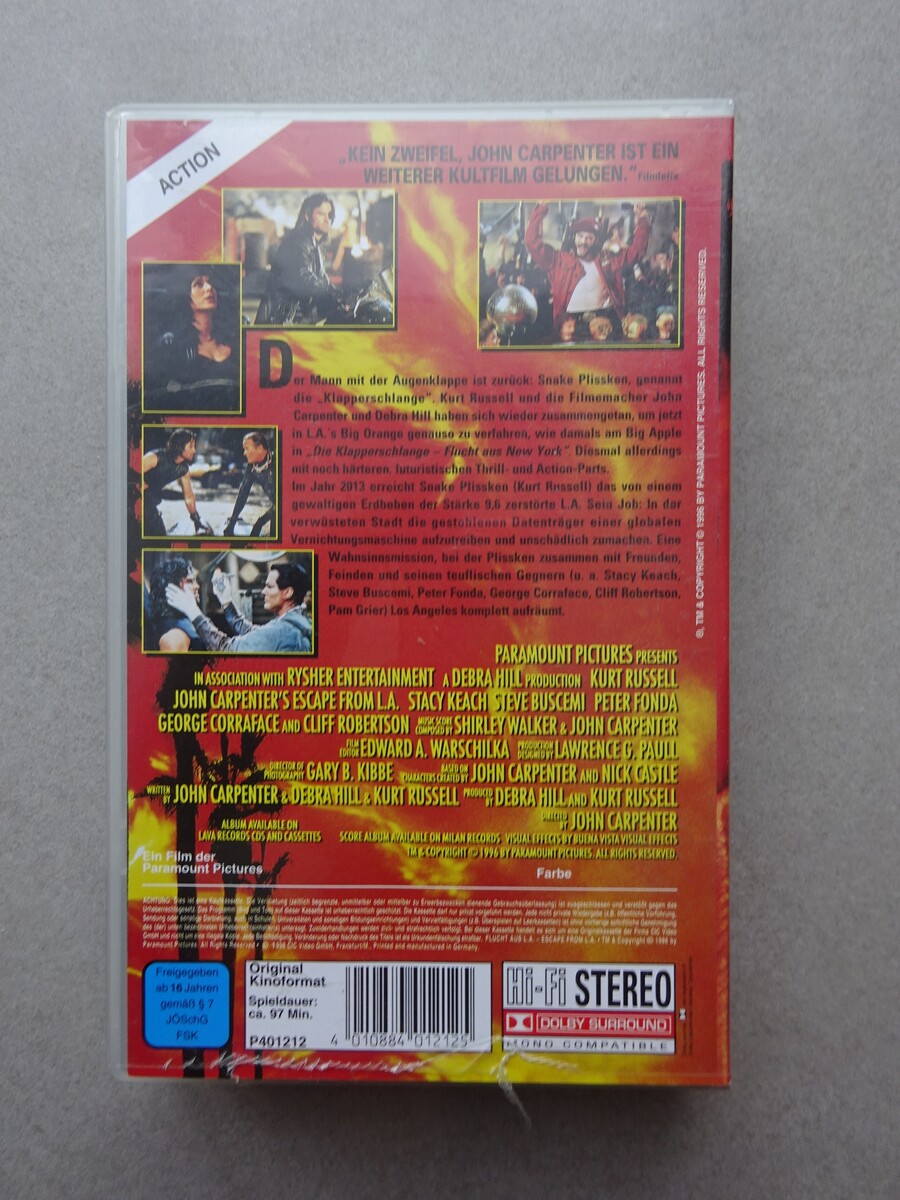 ACTION
„KEIN ZWEIFEL, JOHN CARPENTER IST EIN
WEITERER KULTFILM GELUNGEN.“ Filmdefix
Der Mann mit der Augenklappe ist zurück: Snake Plissken, genannt
die „Klapperschlange“. Kurt Russell und die Filmemacher John
Carpenter und Debra Hill haben sich wieder zusammengetan, um jetzt
in L.A.'s Big Orange genauso zu verfahren, wie damals am Big Apple
in „Die Klapperschlange – Flucht aus New York“. Diesmal allerdings
mit noch härteren, futuristischen Thrill- und Action-Parts.
Im Jahr 2013 erreicht Snake Plissken (Kurt Russell) das von einem
gewaltigen Erdbeben der Stärke 9,6 zerstörte L.A. Sein Job: In der
verwüsteten Stadt die gestohlenen Datenträger einer globalen
Vernichtungsmaschine aufzutreiben und unschädlich zumachen. Eine
Wahnsinnsmission, bei der Plissken zusammen mit Freunden,
Feinden und seinen teuflischen Gegnern (u. a. Stacy Keach,
Steve Buscemi, Peter Fonda, George Corraface, Cliff Robertson,
Pam Grier) Los Angeles komplett aufräumt.
®, TM & COPYRIGHT © 1996 BY PARAMOUNT PICTURES. ALL RIGHTS RESERVED.
PARAMOUNT PICTURES PRESENTS
IN ASSOCIATION WITH RYSHER ENTERTAINMENT A DEBRA HILL PRODUCTION KURT RUSSELL
JOHN CARPENTER'S ESCAPE FROM L.A. STACY KEACH STEVE BUSCEMI PETER FONDA
GEORGE CORRAFACE AND CLIFF ROBERTSON MUSIC SCORE COMPOSED BY SHIRLEY WALKER & JOHN CARPENTER
FILM EDITOR EDWARD A. WARSCHILKA PRODUCTION DESIGNED BY LAWRENCE G. PAULL
DIRECTOR OF PHOTOGRAPHY GARY B. KIBBE BASED ON CHARACTERS CREATED BY JOHN CARPENTER AND NICK CASTLE
WRITTEN BY JOHN CARPENTER & DEBRA HILL & KURT RUSSELL PRODUCED BY DEBRA HILL AND KURT RUSSELL
DIRECTED BY JOHN CARPENTER
ALBUM AVAILABLE ON
LAVA RECORDS CDS AND CASSETTES
SCORE ALBUM AVAILABLE ON MILAN RECORDS VISUAL EFFECTS BY BUENA VISTA VISUAL EFFECTS
TM & COPYRIGHT © 1996 BY PARAMOUNT PICTURES. ALL RIGHTS RESERVED.
Ein Film der
Paramount Pictures
Farbe
Freigegeben
ab 16 Jahren
gemäß § 7
JÖSchG
FSK
Original
Kinoformat
Spieldauer:
ca. 97 Min.
P401212
4 010884 012125
Hi-Fi STEREO
DOLBY SURROUND
MONO COMPATIBLE